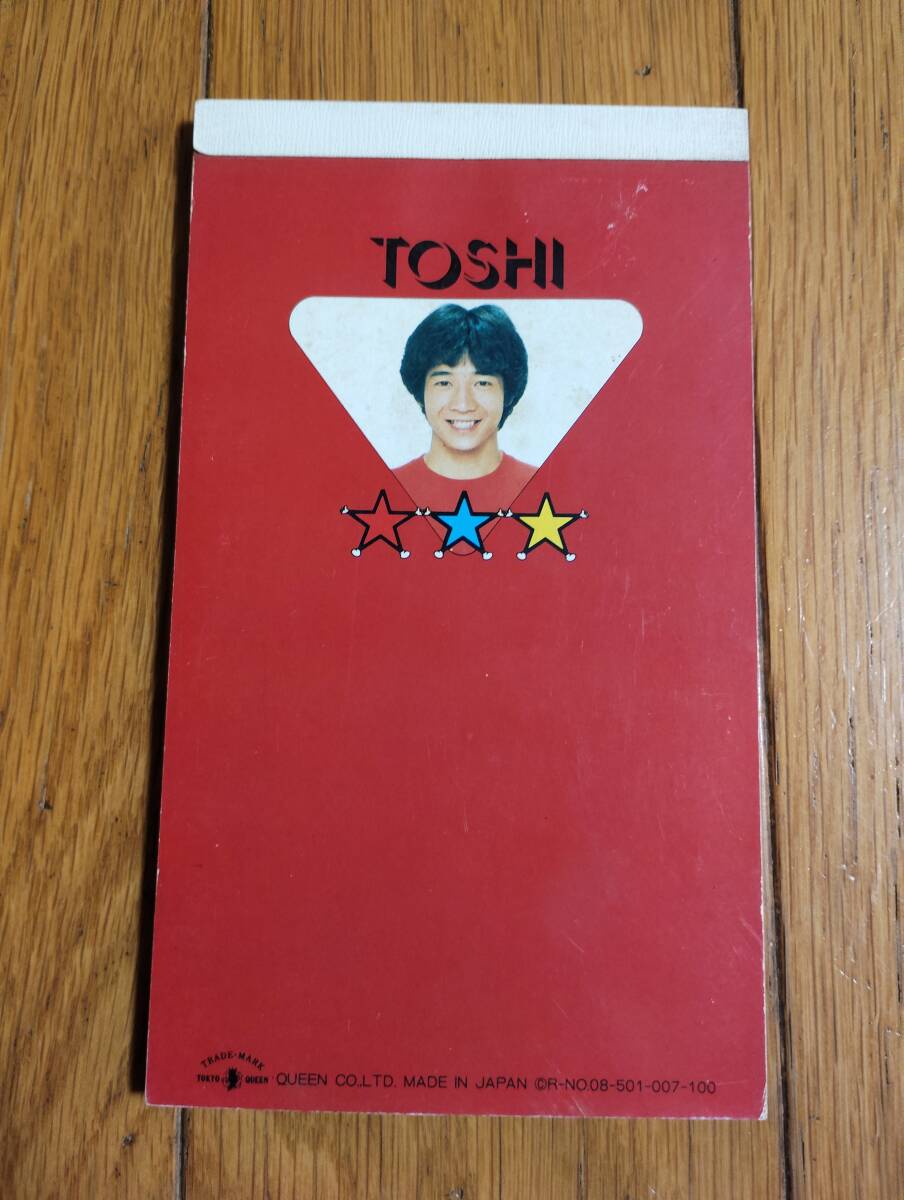 TOSHI
TRADE-MARK
TOKYO QUEEN
QUEEN CO.,LTD. MADE IN JAPAN ©R-NO.08-501-007-100